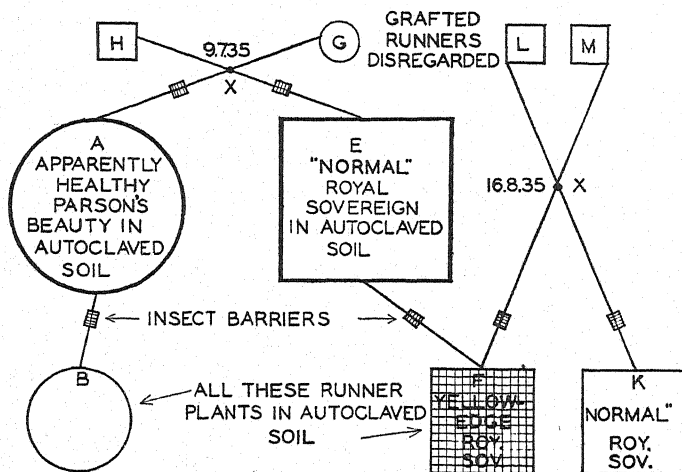 GRAFTED
RUNNERS
DISREGARDED
H
9.7.35
G
L
M
X
A
APPARENTLY
HEALTHY
PARSON'S
BEAUTY IN
AUTOCLAVED
SOIL
E
"NORMAL"
ROYAL
SOVEREIGN
IN AUTOCLAVED
SOIL
16.8.35
X
INSECT BARRIERS
B
ALL THESE RUNNER
PLANTS IN AUTOCLAVED
SOIL
F
YELLOW-
EDGE
ROY.
SOV.
K
NORMAL"
ROY.
SOV.